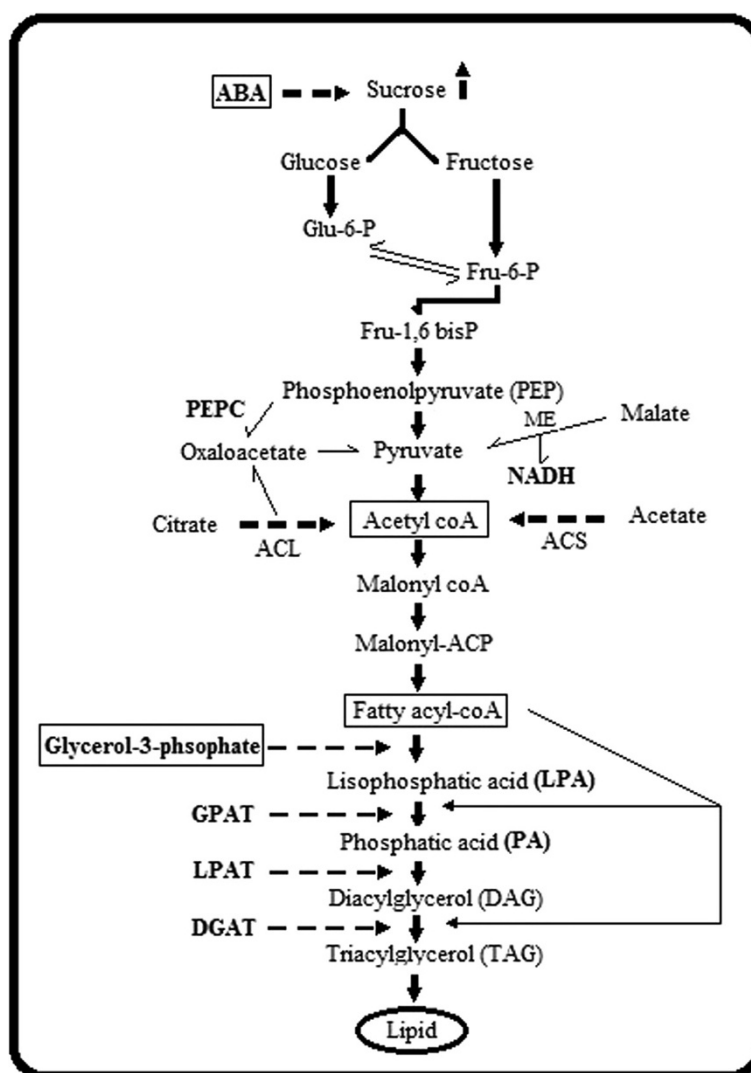 ABA Sucrose
Glucose Fructose
Glu-6-P
Fru-6-P
Fru-1,6 bisP
Phosphoenolpyruvate (PEP)
PEPC
ME Malate
Oxaloacetate Pyruvate
NADH
Citrate Acetyl coA Acetate
ACL ACS
Malonyl coA
Malonyl-ACP
Fatty acyl-coA
Glycerol-3-phsophate
Lisophosphatic acid (LPA)
GPAT
Phosphatic acid (PA)
LPAT
Diacylglycerol (DAG)
DGAT
Triacylglycerol (TAG)
Lipid